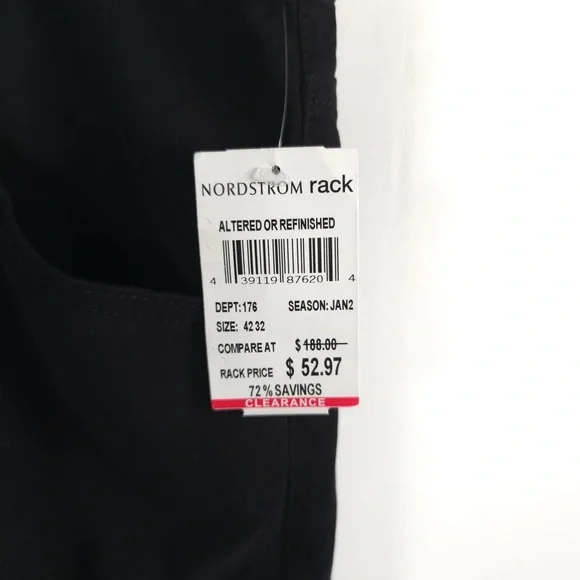 NORDSTROM rack
ALTERED OR REFINISHED
4 39119 87620 4
DEPT: 176 SEASON: JAN2
SIZE: 42 32
COMPARE AT $ 188.00
RACK PRICE $ 52.97
72% SAVINGS
CLEARANCE